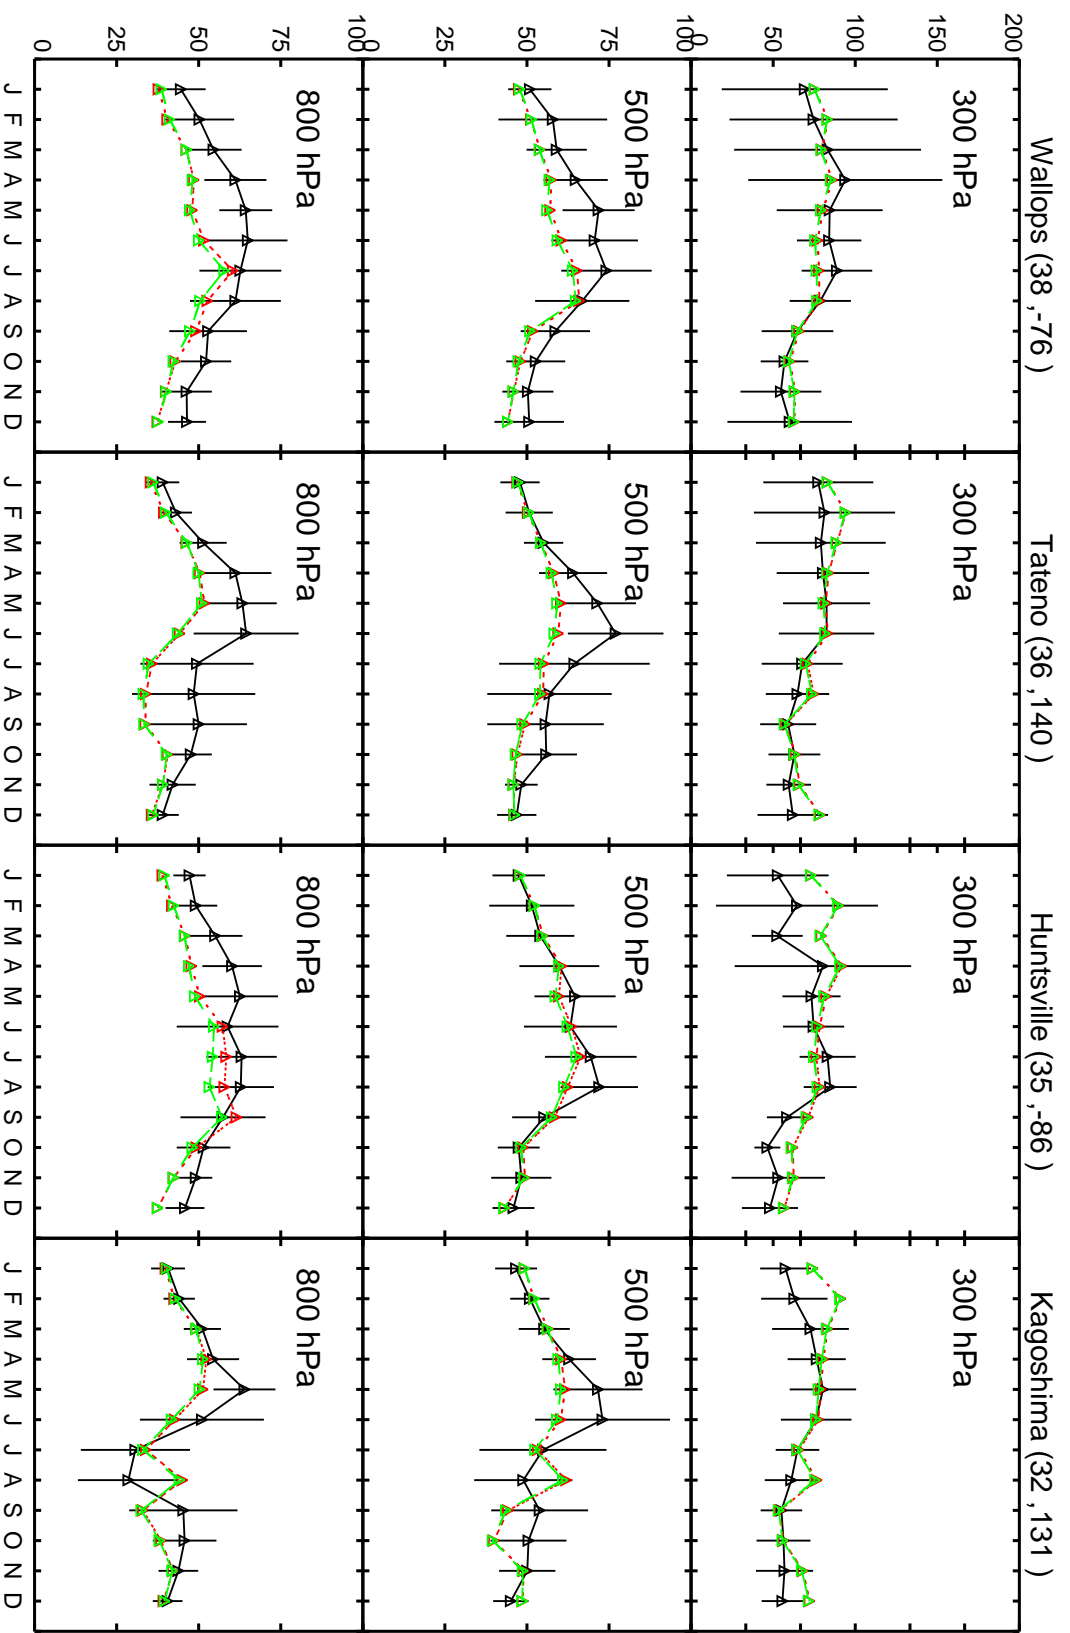 Wallops (38 ,-76 )
Tateno (36 ,140 )
Huntsville (35 ,-86 )
Kagoshima (32 ,131 )
200
150
100
50
0
300 hPa
300 hPa
300 hPa
300 hPa
100
75
50
0
500 hPa
500 hPa
500 hPa
500 hPa
100
75
50
25
0
800 hPa
800 hPa
800 hPa
800 hPa
J F M A M J J A S O N D
J F M A M J J A S O N D
J F M A M J J A S O N D
J F M A M J J A S O N D